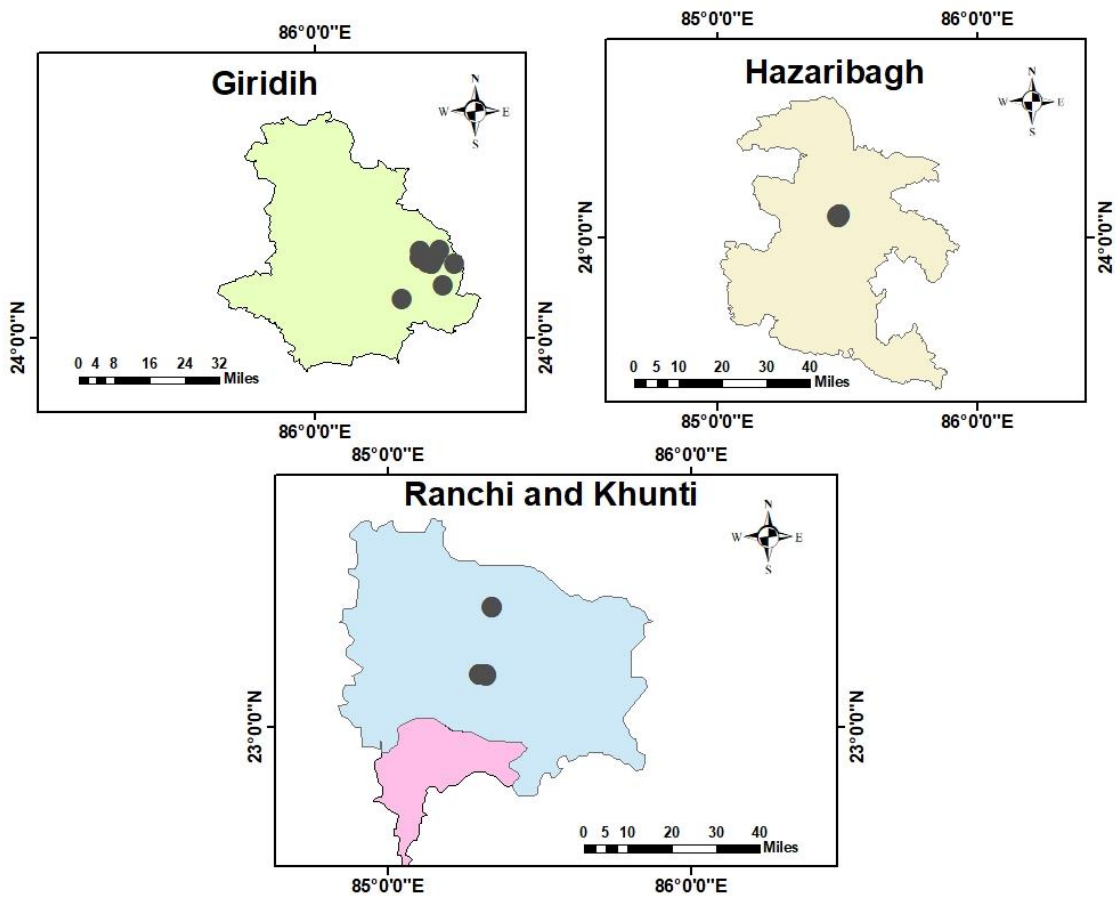 86°0'0"E
Giridih
N
W E
S
24°0'0"N
24°0'0"N
0 4 8 16 24 32
Miles
86°0'0"E
85°0'0"E 86°0'0"E
Hazaribagh
N
W E
S
24°0'0"N
24°0'0"N
0 5 10 20 30 40
Miles
85°0'0"E 86°0'0"E
85°0'0"E 86°0'0"E
Ranchi and Khunti
N
W E
S
23°0'0"N
23°0'0"N
0 5 10 20 30 40
Miles
85°0'0"E 86°0'0"E